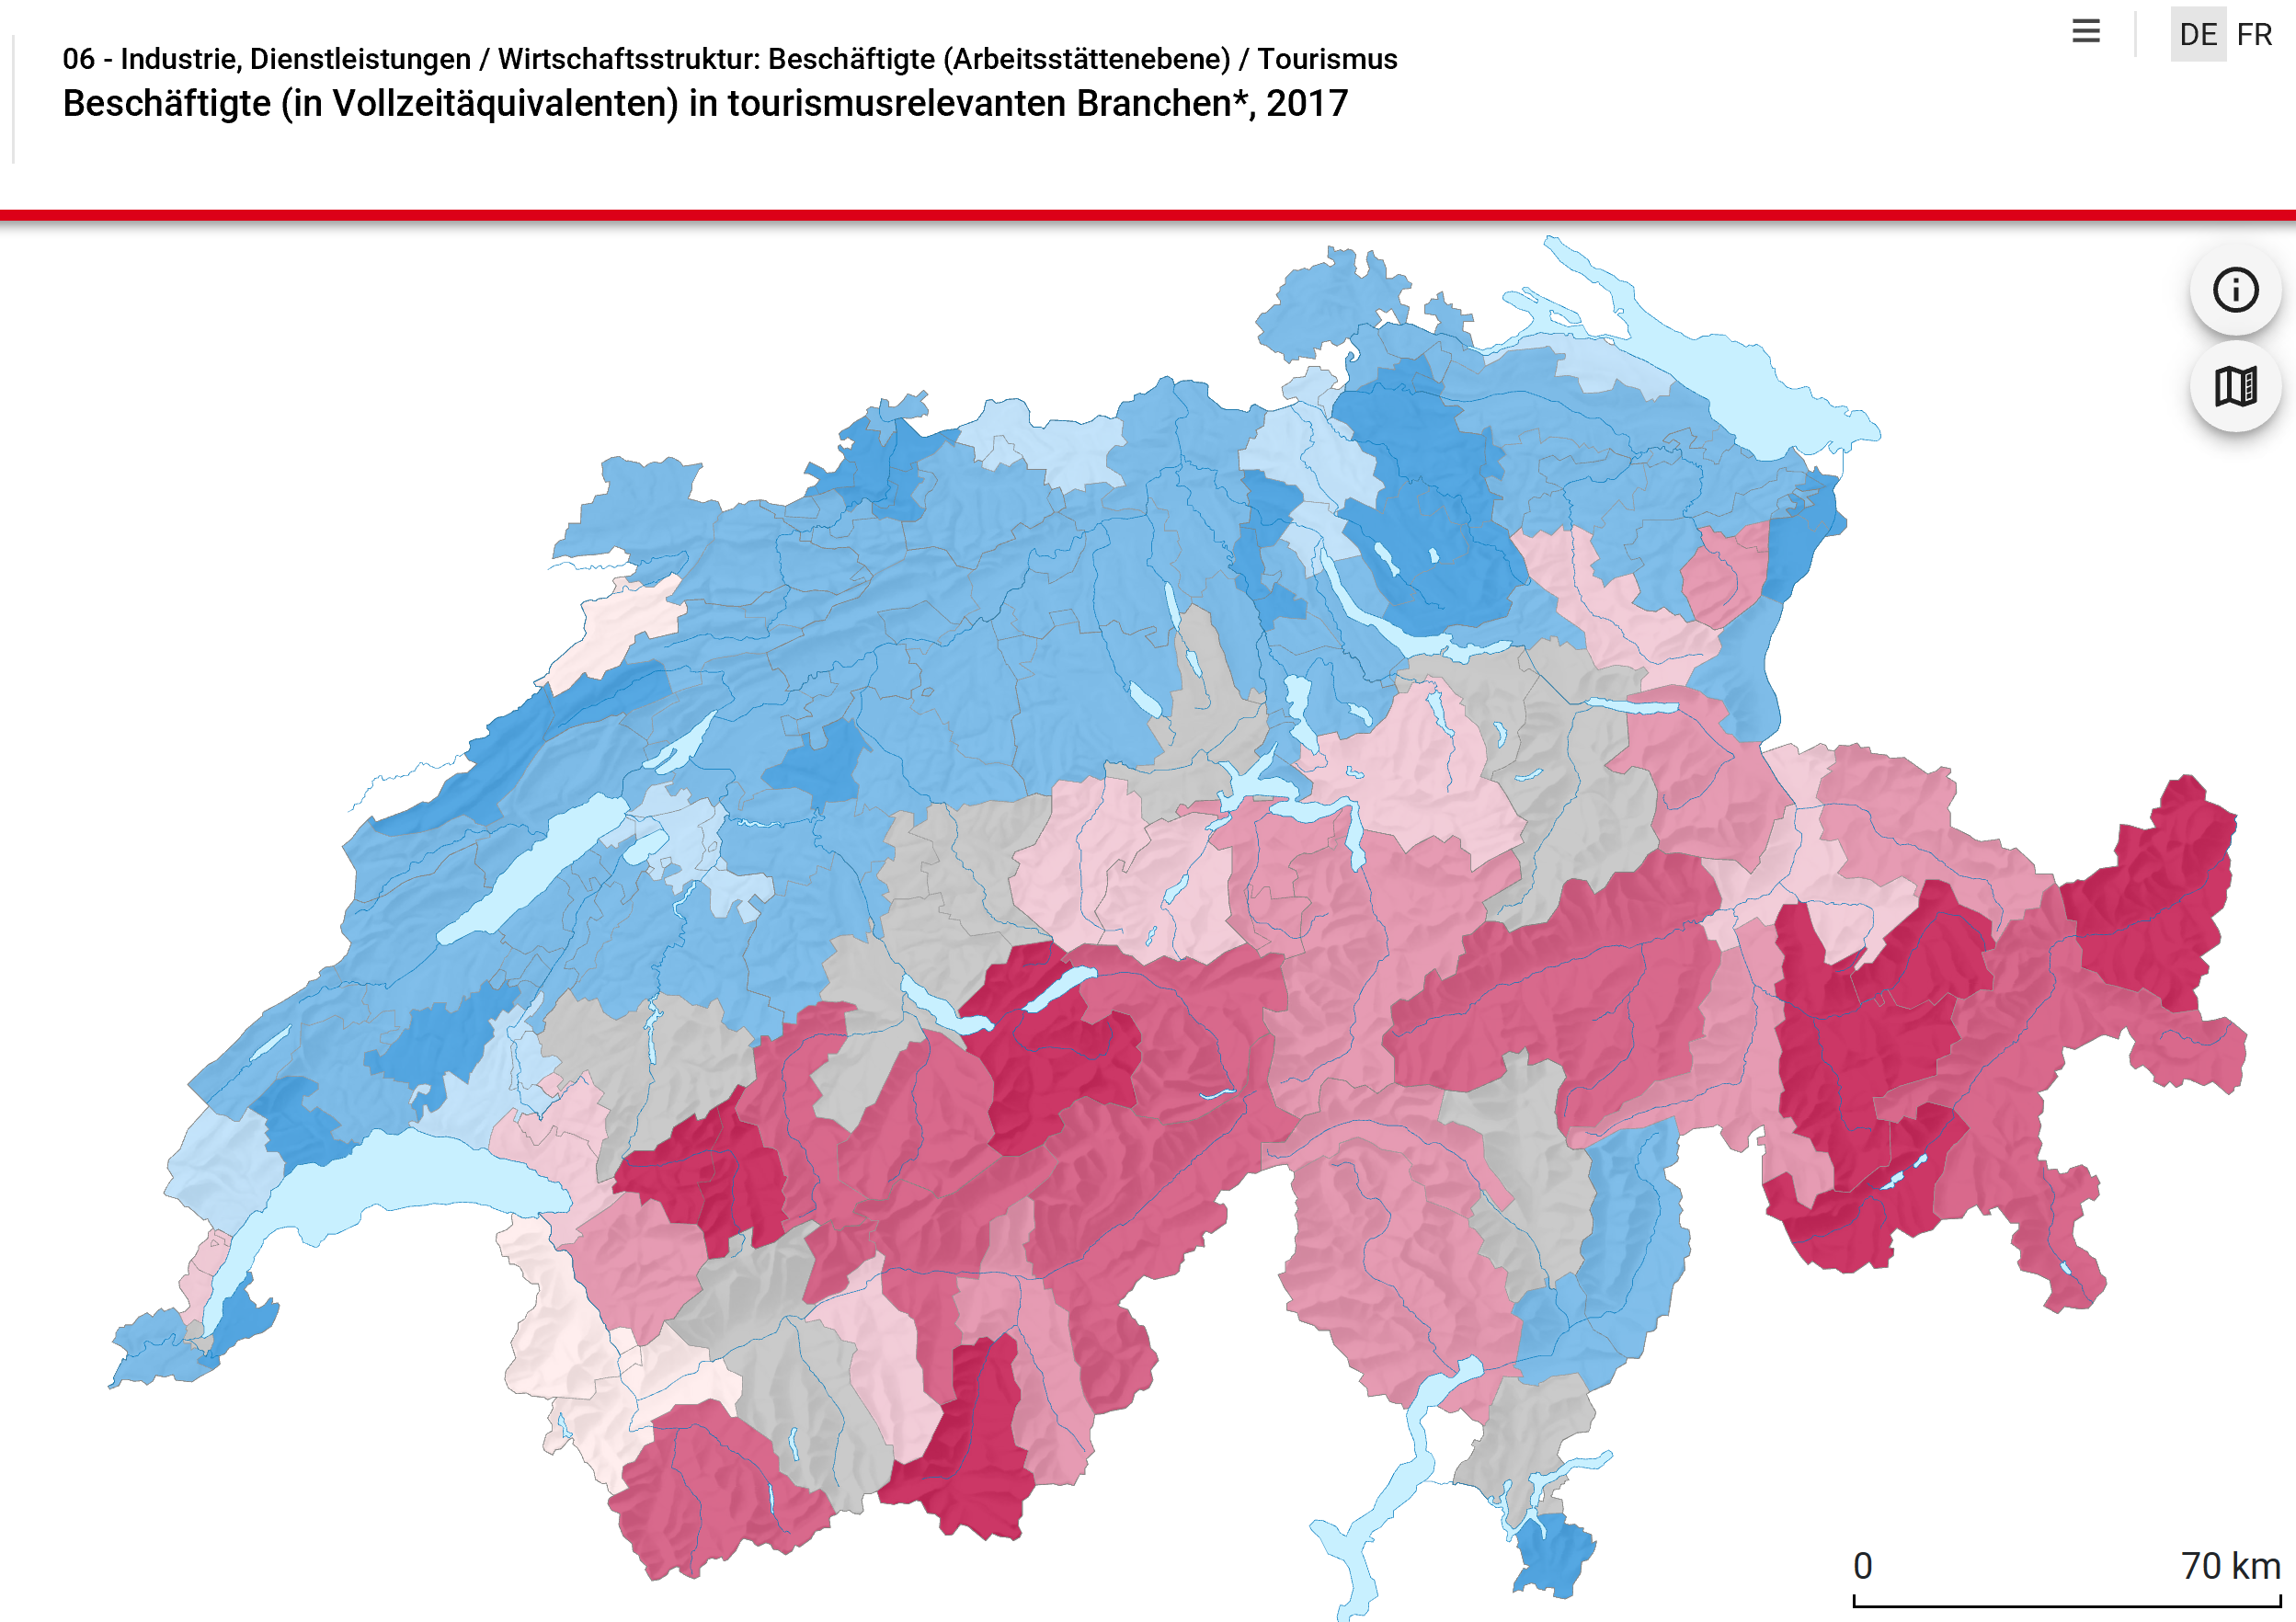 DE FR
06 - Industrie, Dienstleistungen / Wirtschaftsstruktur: Beschäftigte (Arbeitsstättenebene) / Tourismus
Beschäftigte (in Vollzeitäquivalenten) in tourismusrelevanten Branchen*, 2017
0 70 km